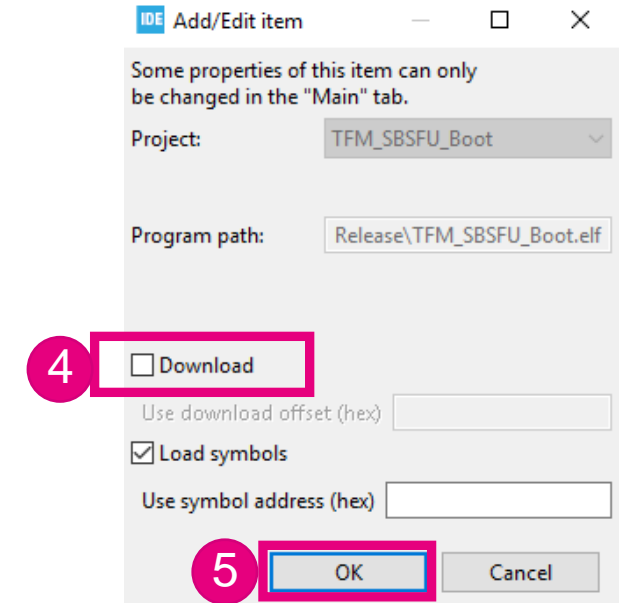 IDE Add/Edit item
Some properties of this item can only
be changed in the "Main" tab.
Project: TFM_SBSFU_Boot
Program path: Release\TFM_SBSFU_Boot.elf
4 Download
Use download offset (hex)
Load symbols
Use symbol address (hex)
5 OK Cancel